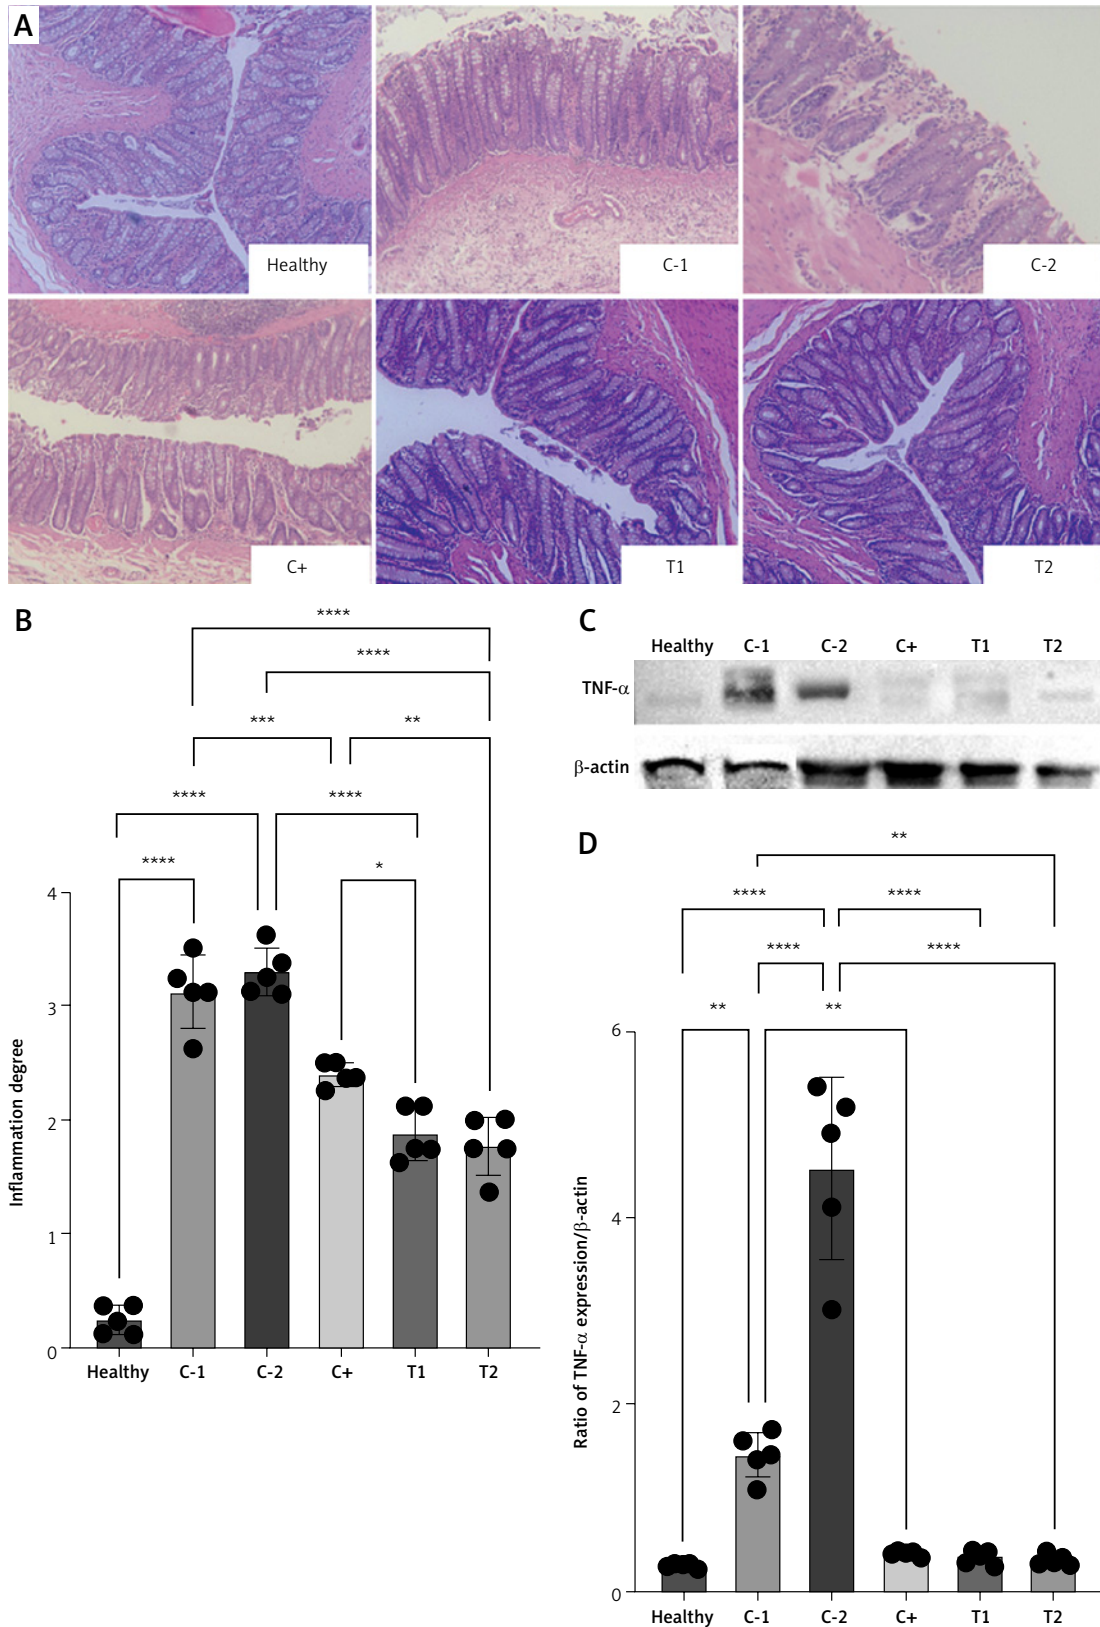 A
Healthy
C-1
C-2
C+
T1
T2
B
****
****
*** **
**** ****
**** *
4
3
2
1
0
Inflammation degree
Healthy C-1 C-2 C+ T1 T2
C
Healthy C-1 C-2 C+ T1 T2
TNF-α
β-actin
D
**
**** ****
**** ****
** **
6
4
2
0
Ratio of TNF-α expression/β-actin
Healthy C-1 C-2 C+ T1 T2